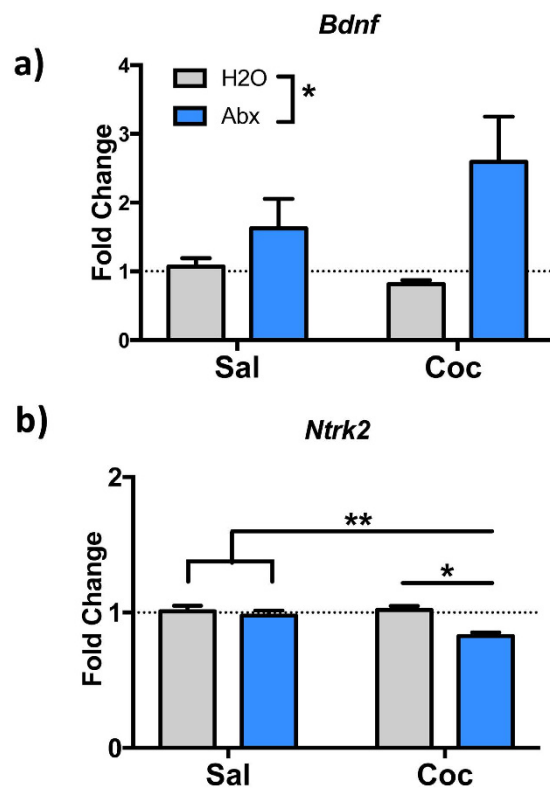 Bdnf
a)
4
3
2
1
0
Fold Change
H2O
Abx
*
Sal Coc
b)
Ntrk2
2
1
0
Fold Change
**
*
Sal Coc